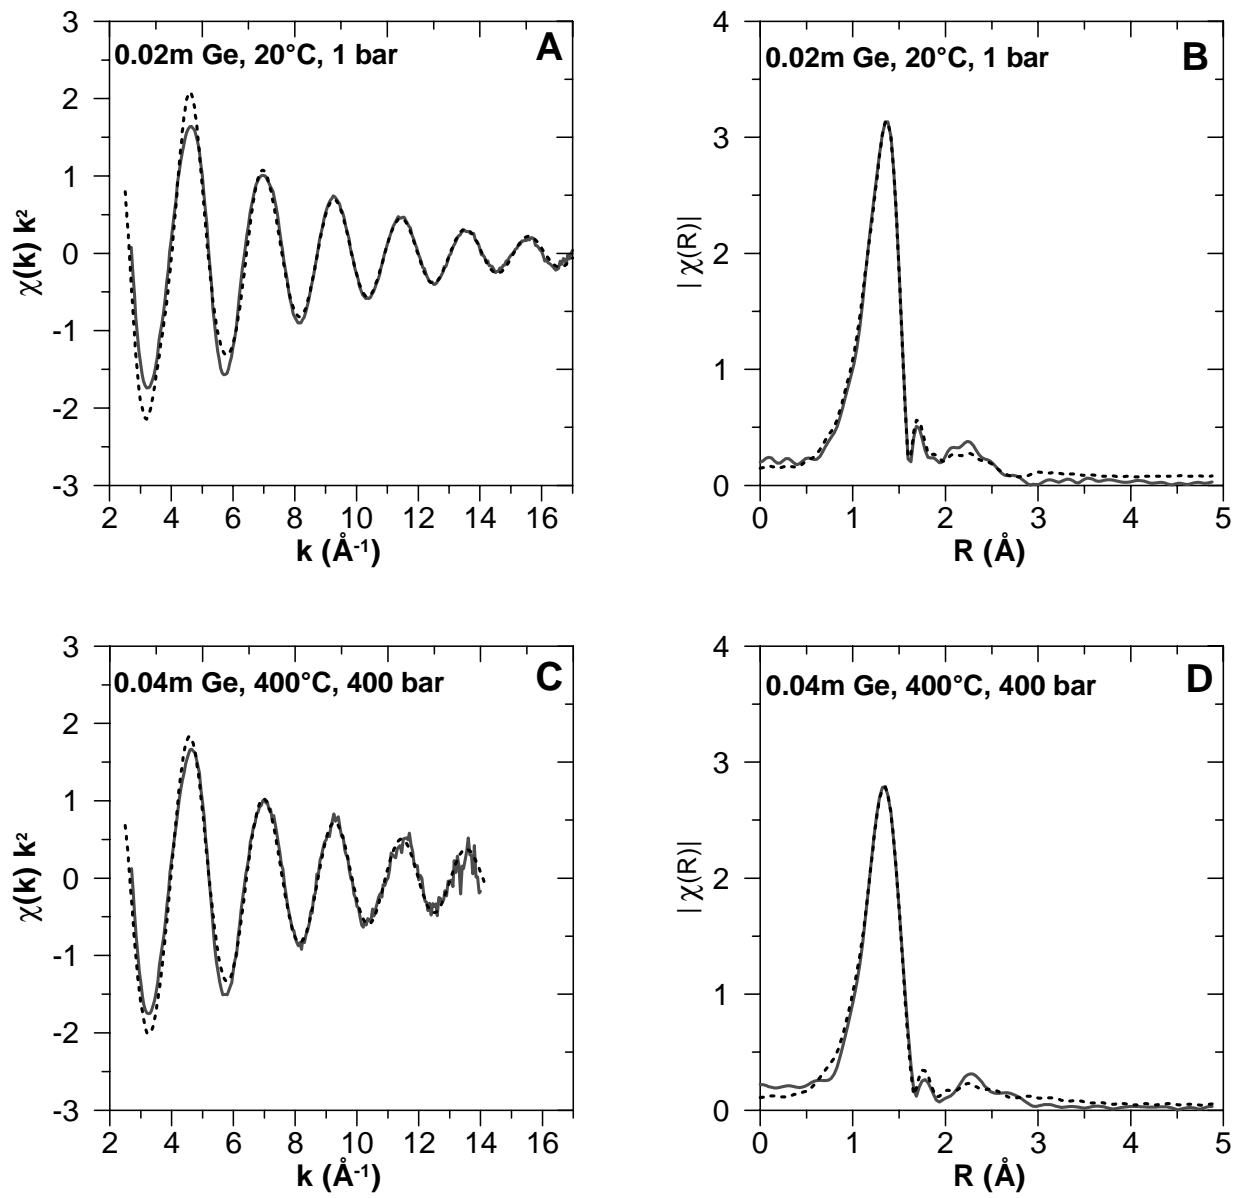 3
2
1
0
-1
-2
-3
χ(k) k²
0.02m Ge, 20°C, 1 bar
A
2 4 6 8 10 12 14 16
k (Å⁻¹)
4
3
2
1
0
|χ(R)|
0.02m Ge, 20°C, 1 bar
B
0 1 2 3 4 5
R (Å)
3
2
1
0
-1
-2
-3
χ(k) k²
0.04m Ge, 400°C, 400 bar
C
2 4 6 8 10 12 14 16
k (Å⁻¹)
4
3
2
1
0
|χ(R)|
0.04m Ge, 400°C, 400 bar
D
0 1 2 3 4 5
R (Å)